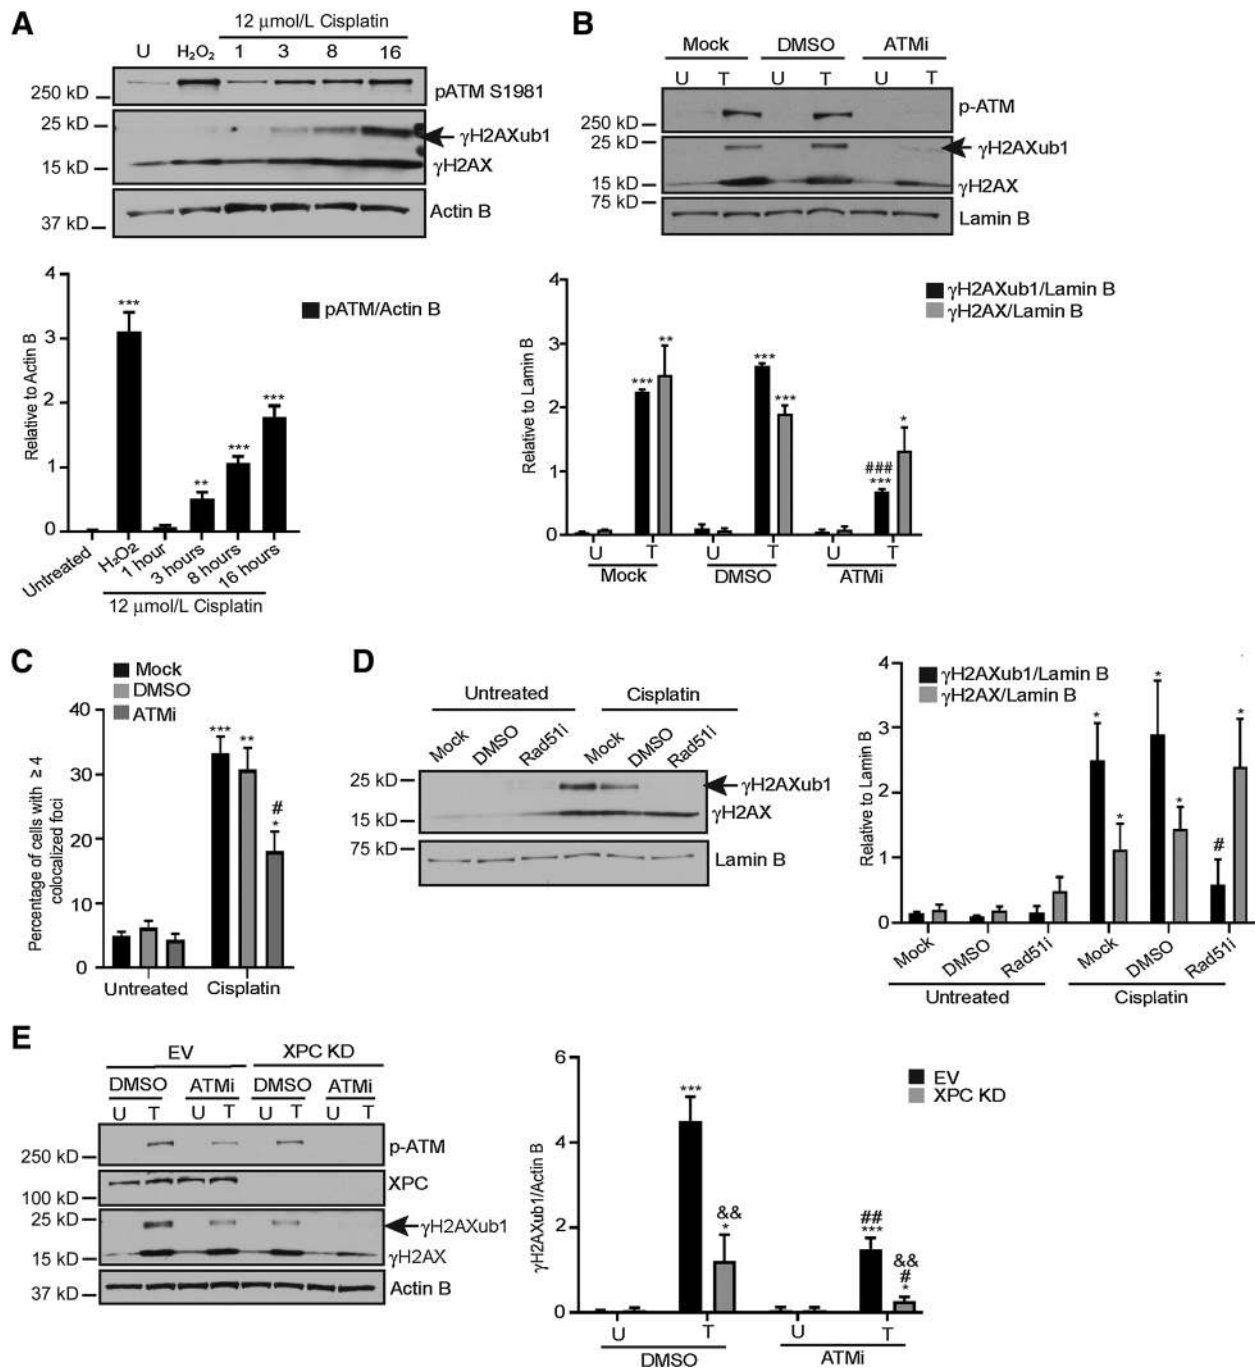 A
12 μmol/L Cisplatin
U H₂O₂ 1 3 8 16
250 kD
pATM S1981
25 kD
γH2AXub1
15 kD
γH2AX
37 kD
Actin B
4
3
2
1
0
Relative to Actin B
pATM/Actin B
***
**
***
***
Untreated
H₂O₂
1 hour
3 hours
8 hours
16 hours
12 μmol/L Cisplatin
B
Mock DMSO ATMi
U T U T U T
p-ATM
250 kD
25 kD
γH2AXub1
15 kD
γH2AX
75 kD
Lamin B
γH2AXub1/Lamin B
γH2AX/Lamin B
4
3
2
1
0
Relative to Lamin B
***
**
***
***
###
***
*
U T U T U T
Mock DMSO ATMi
C
Mock
DMSO
ATMi
40
30
20
10
0
Percentage of cells with ≥ 4
colocalized foci
***
**
#
*
Untreated Cisplatin
D
Untreated Cisplatin
Mock DMSO Rad51i Mock DMSO Rad51i
25 kD
γH2AXub1
15 kD
γH2AX
75 kD
Lamin B
γH2AXub1/Lamin B
γH2AX/Lamin B
4
3
2
1
0
Relative to Lamin B
*
*
*
*
#
*
Mock DMSO Rad51i Mock DMSO Rad51i
Untreated Cisplatin
E
EV XPC KD
DMSO ATMi DMSO ATMi
U T U T U T U T
p-ATM
250 kD
XPC
100 kD
25 kD
γH2AXub1
15 kD
γH2AX
37 kD
Actin B
EV
XPC KD
6
4
2
0
γH2AXub1/Actin B
***
&&
*
##
***
&&
#
*
U T U T
DMSO ATMi